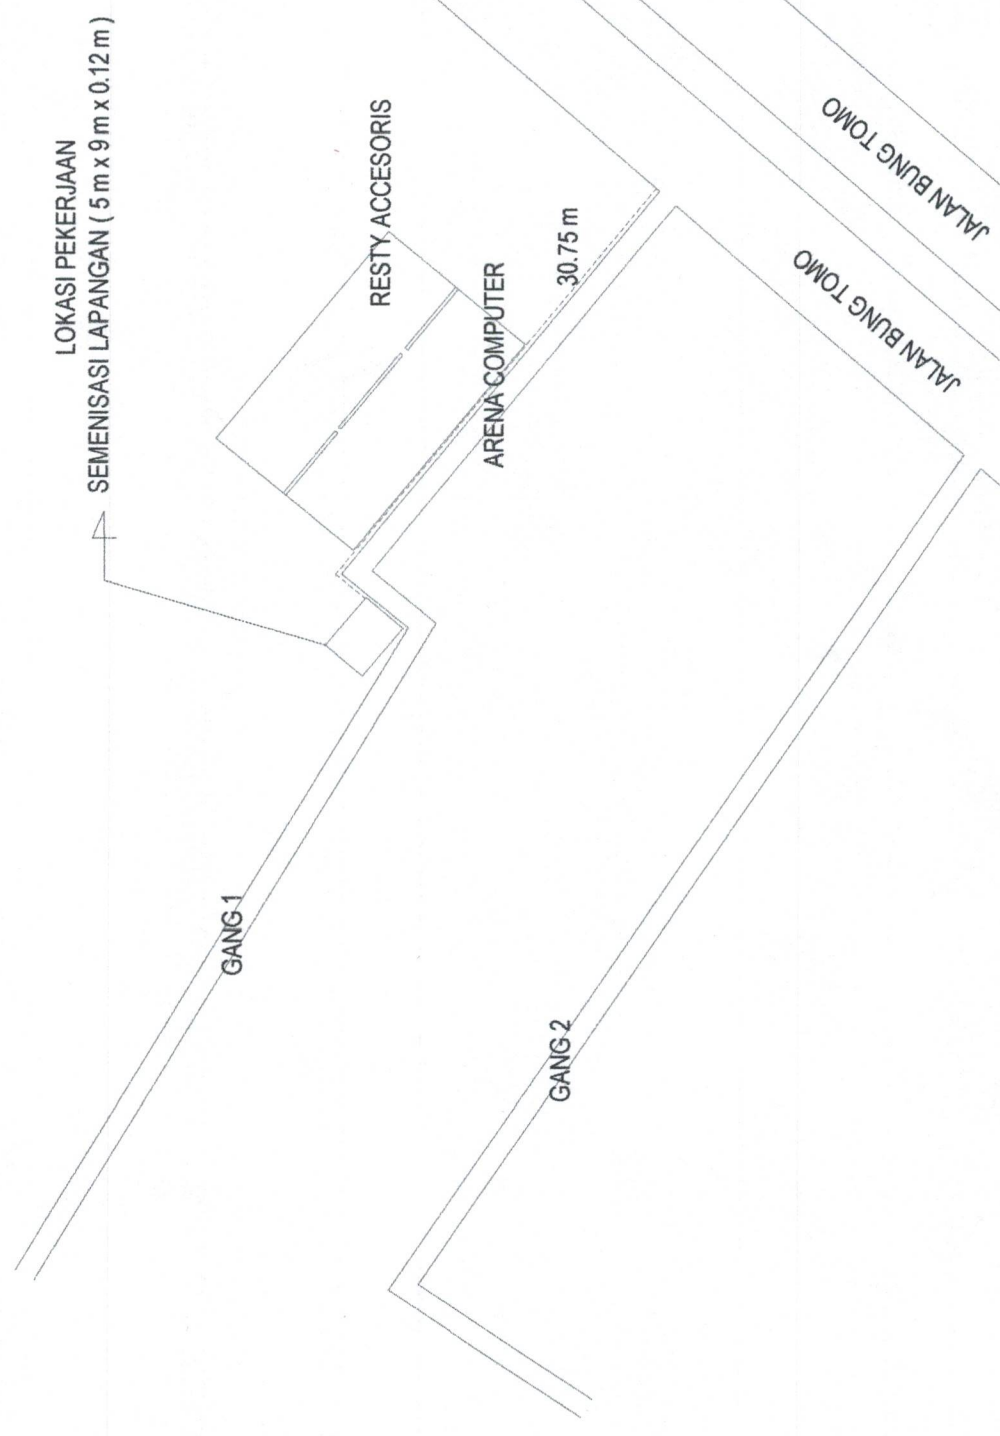 LOKASI PEKERJAAN
SEMENISASI LAPANGAN ( 5 m x 9 m x 0.12 m )
RESTY ACCESORIS
ARENA COMPUTER
30.75 m
JALAN BUNG TOMO
JALAN BUNG TOMO
GANG 1
GANG 2